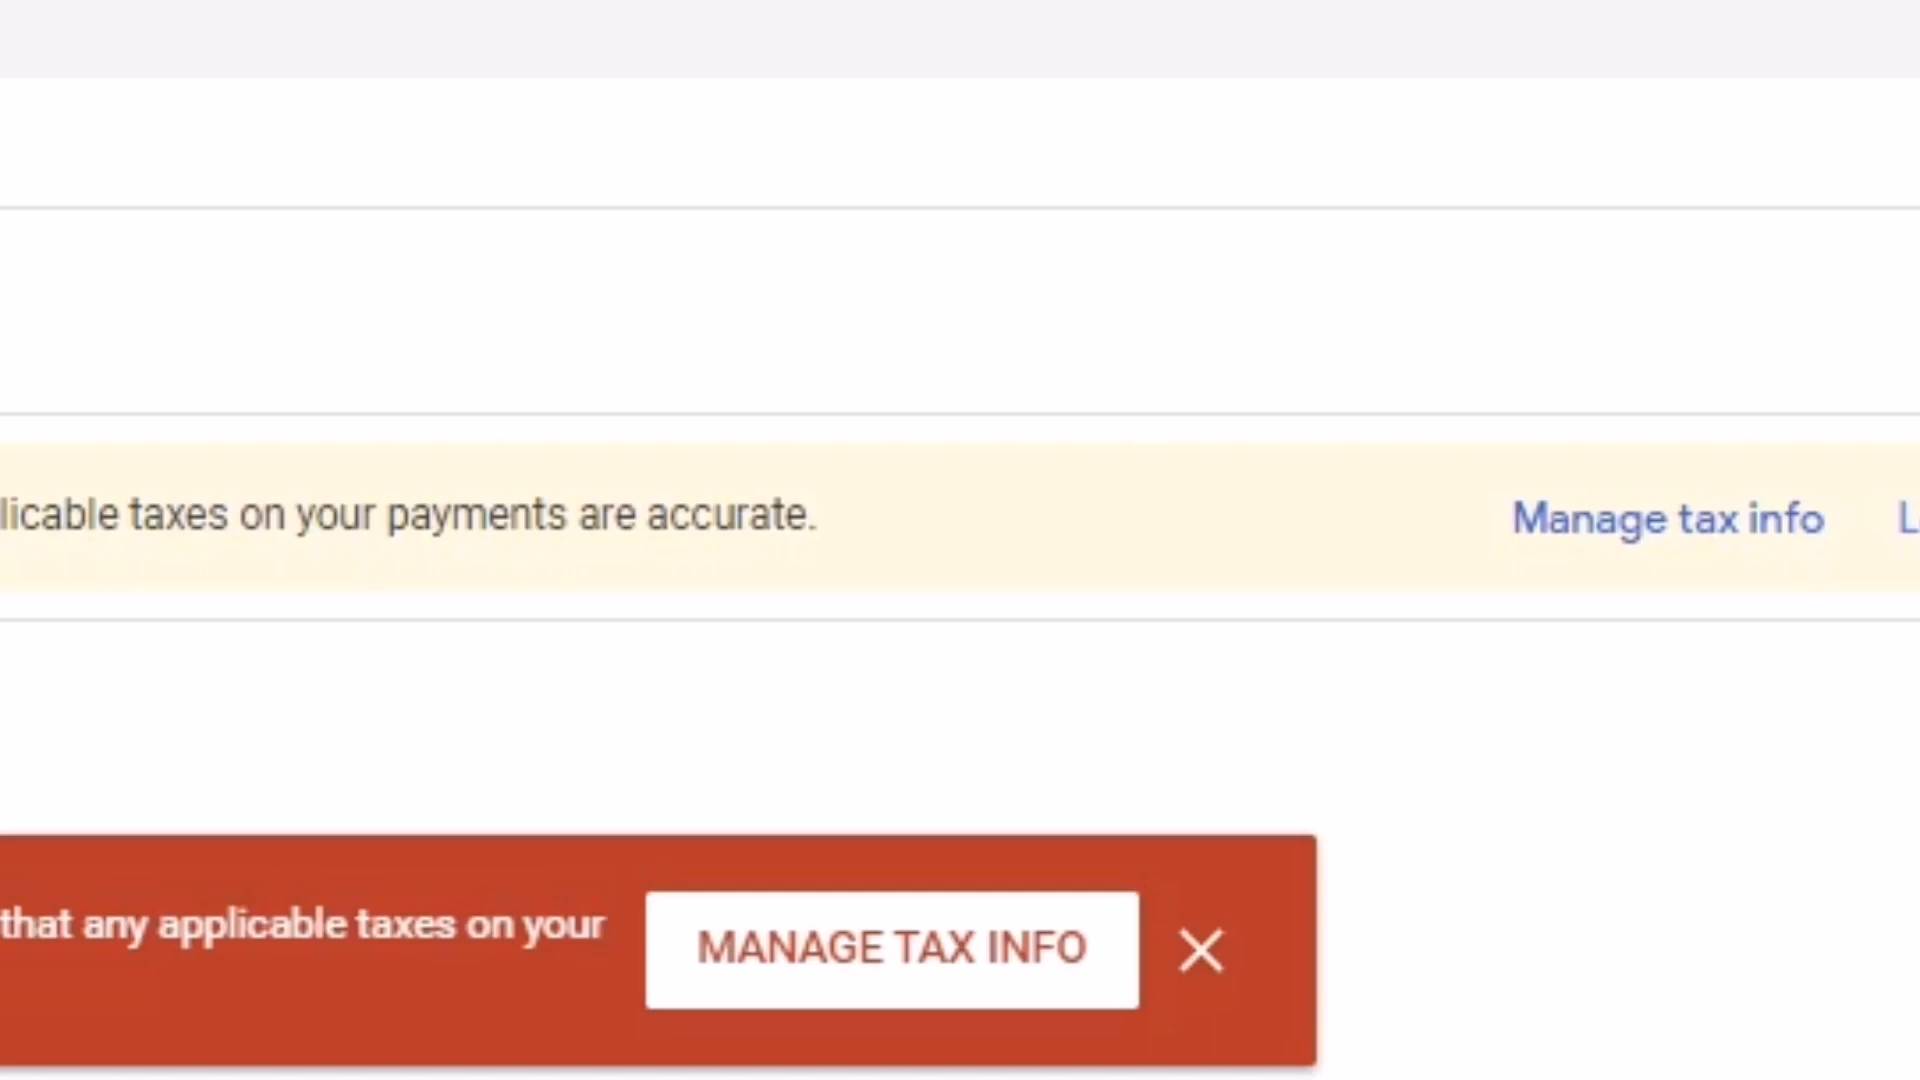 licable taxes on your payments are accurate.
Manage tax info
that any applicable taxes on your
MANAGE TAX INFO